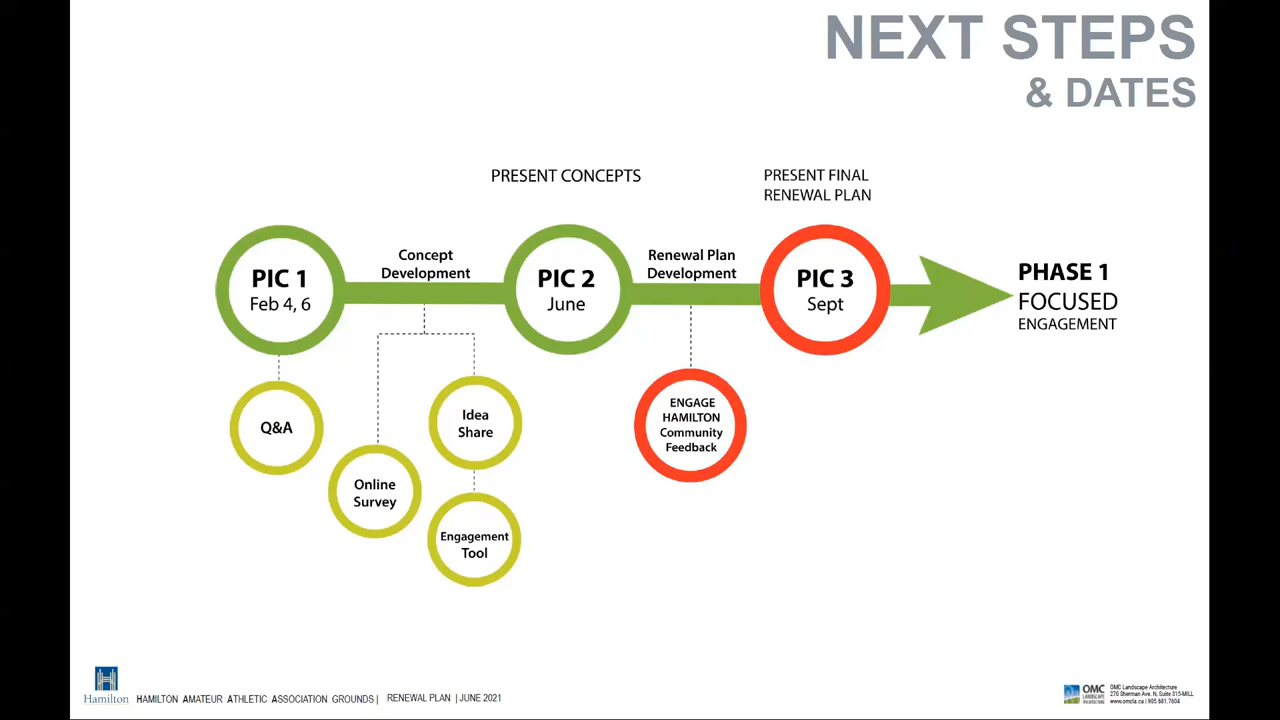 NEXT STEPS
& DATES
PRESENT CONCEPTS
PRESENT FINAL
RENEWAL PLAN
PIC 1
Feb 4, 6
Concept
Development
PIC 2
June
Renewal Plan
Development
PIC 3
Sept
PHASE 1
FOCUSED
ENGAGEMENT
Q&A
Online
Survey
Idea
Share
Engagement
Tool
ENGAGE
HAMILTON
Community
Feedback
Hamilton
HAMILTON AMATEUR ATHLETIC ASSOCIATION GROUNDS | RENEWAL PLAN | JUNE 2021
OMC
LANDSCAPE
ARCHITECTURE
OMC Landscape Architecture
270 Sherman Ave. N, Suite 315-MILL
www.omcla.ca | 905.681.7604